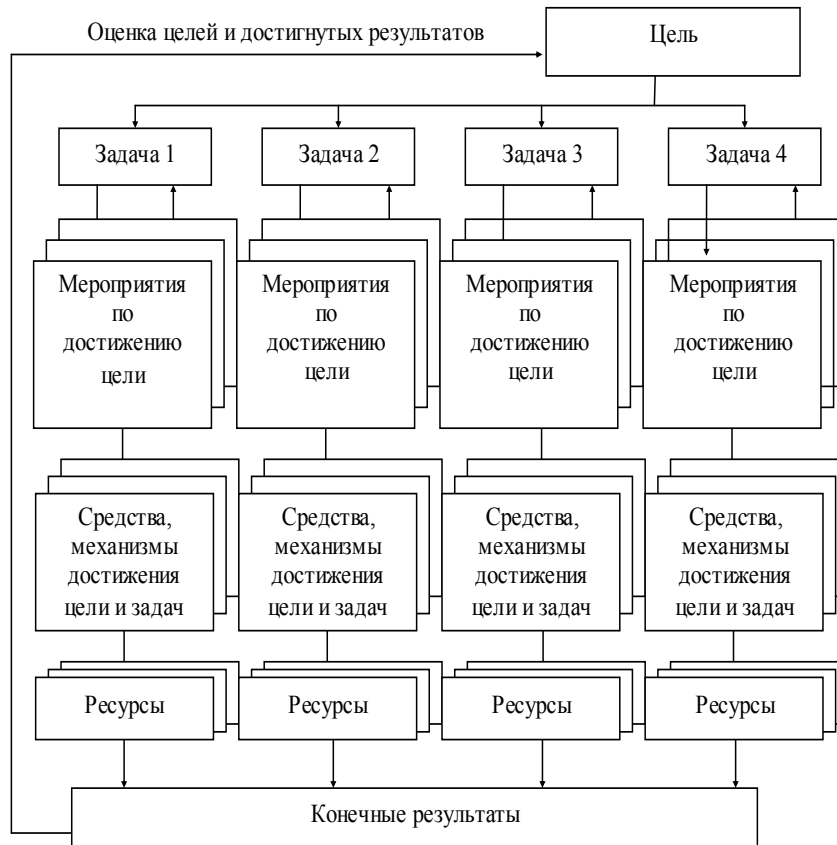 Оценка целей и достигнутых результатов
Цель
Задача 1
Задача 2
Задача 3
Задача 4
Мероприятия
по
достижению
цели
Мероприятия
по
достижению
цели
Мероприятия
по
достижению
цели
Мероприятия
по
достижению
цели
Средства,
механизмы
достижения
цели и задач
Средства,
механизмы
достижения
цели и задач
Средства,
механизмы
достижения
цели и задач
Средства,
механизмы
достижения
цели и задач
Ресурсы
Ресурсы
Ресурсы
Ресурсы
Конечные результаты